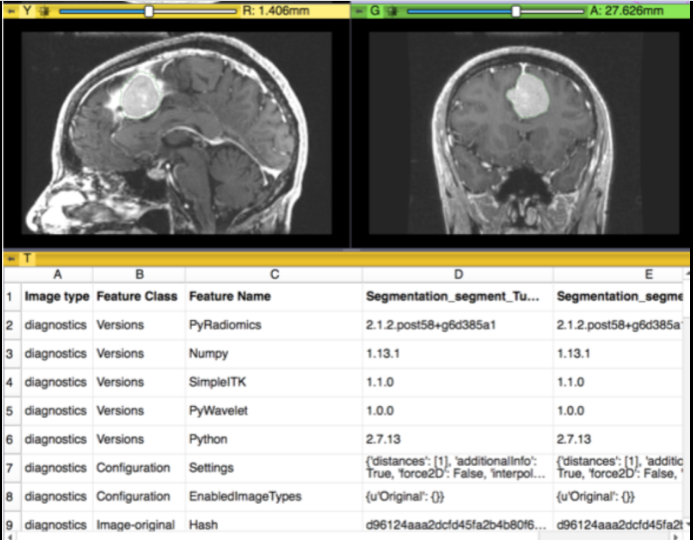 Y R: 1.406mm G A: 27.626mm
T
A B C D E
1 Image type Feature Class Feature Name Segmentation_segment_Tu... Segmentation_segme
2 diagnostics Versions PyRadiomics 2.1.2.post58+g6d385a1 2.1.2.post58+g6d385a1
3 diagnostics Versions Numpy 1.13.1 1.13.1
4 diagnostics Versions SimpleITK 1.1.0 1.1.0
5 diagnostics Versions PyWavelet 1.0.0 1.0.0
6 diagnostics Versions Python 2.7.13 2.7.13
7 diagnostics Configuration Settings {'distances': [1], 'additionalInfo': {'distances': [1], 'additic
True, 'force2D': False, 'interpol... True, 'force2D': False, '
8 diagnostics Configuration EnabledImageTypes {u'Original': {}} {u'Original': {}}
9 diagnostics Image-original Hash d96124aaa2dcfd45fa2b4b80f6... d96124aaa2dcfd45fa2t